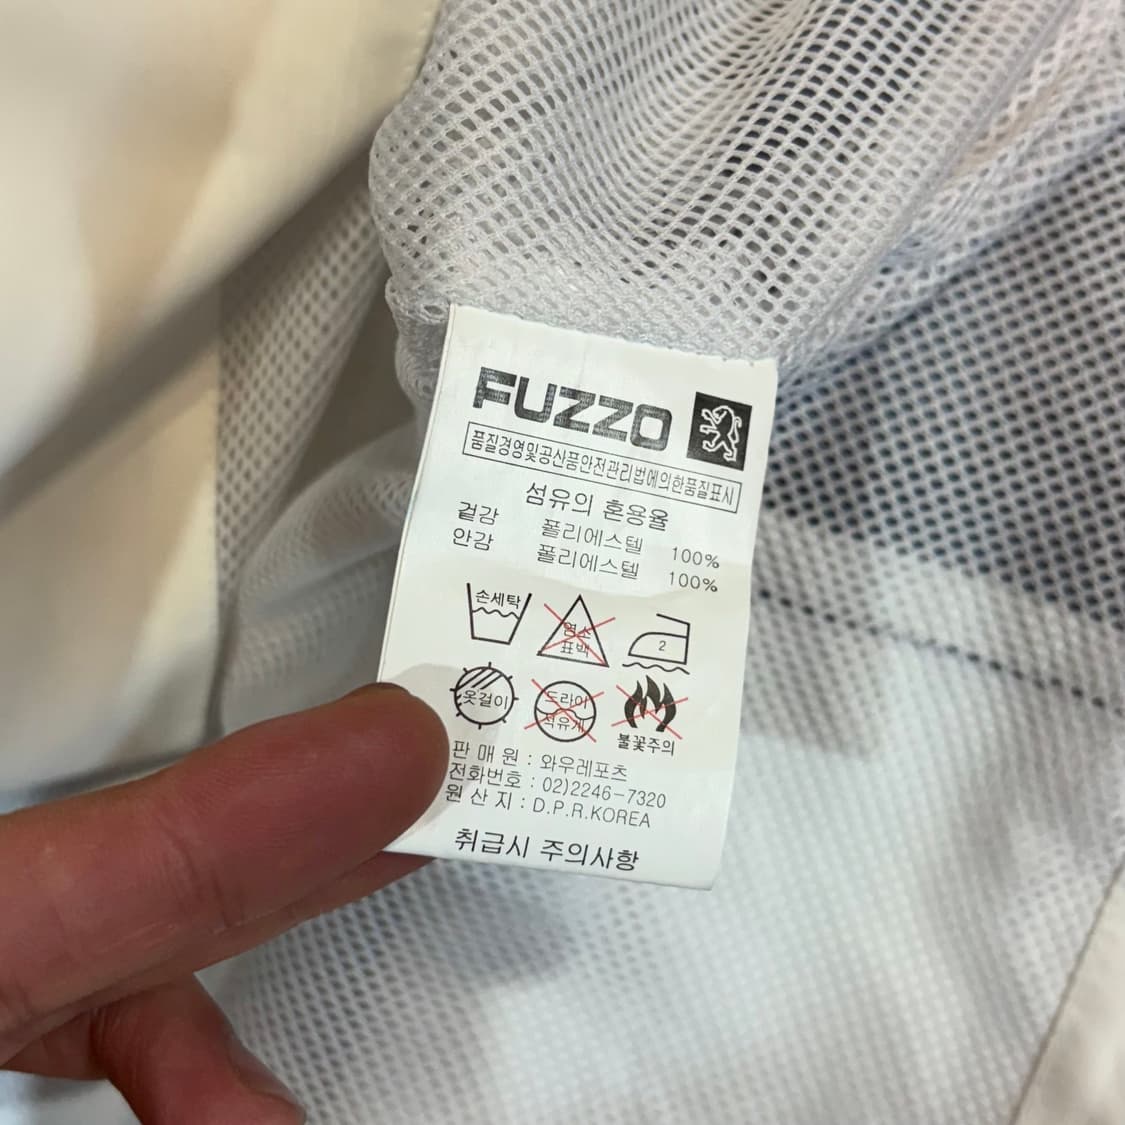 FUZZO
품질경영및공산품안전관리법에의한품질표시
섬유의 혼용율
겉감 폴리에스텔 100%
안감 폴리에스텔 100%
손세탁
염소
표백
2
옷걸이
드라이
석유계
불꽃주의
판 매 원 : 와우레포츠
전화번호 : 02)2246-7320
원 산 지 : D.P.R.KOREA
취급시 주의사항